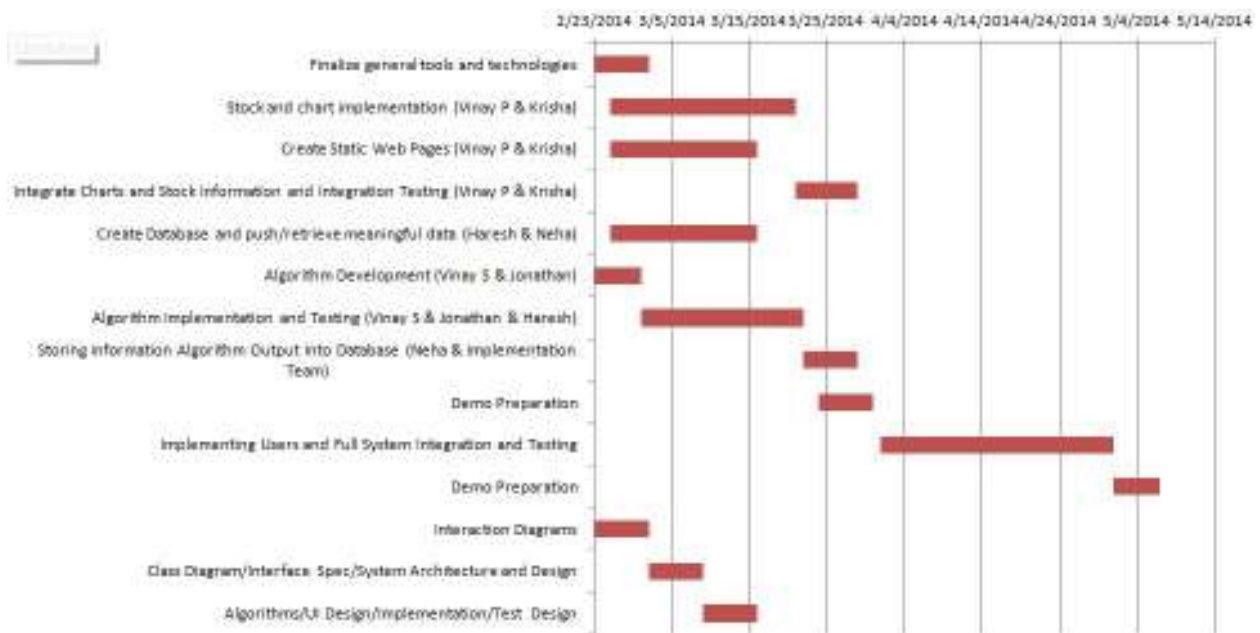 2/23/2014 3/5/2014 3/15/2014 3/25/2014 4/4/2014 4/14/2014 4/24/2014 5/4/2014 5/14/2014
Finalize general tools and technologies
Stock and chart implementation (Vinay P & Krisha)
Create Static Web Pages (Vinay P & Krisha)
Integrate Charts and Stock Information and Integration Testing (Vinay P & Krisha)
Create Database and push/retrieve meaningful data (Haresh & Neha)
Algorithm Development (Vinay S & Jonathan)
Algorithm Implementation and Testing (Vinay S & Jonathan & Haresh)
Storing Information Algorithm Output into Database (Neha & Implementation
Team)
Demo Preparation
Implementing Users and Full System Integration and Testing
Demo Preparation
Interaction Diagrams
Class Diagram/Interface Spec/System Architecture and Design
Algorithms/UI Design/Implementation/Test Design